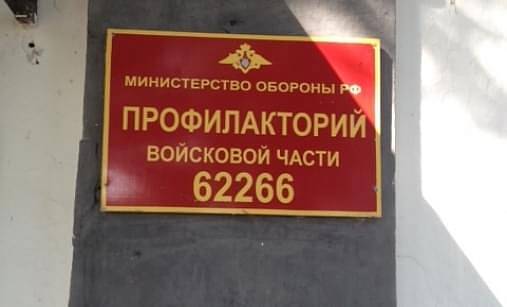 МИНИСТЕРСТВО ОБОРОНЫ РФ
ПРОФИЛАКТОРИЙ
ВОЙСКОВОЙ ЧАСТИ
62266